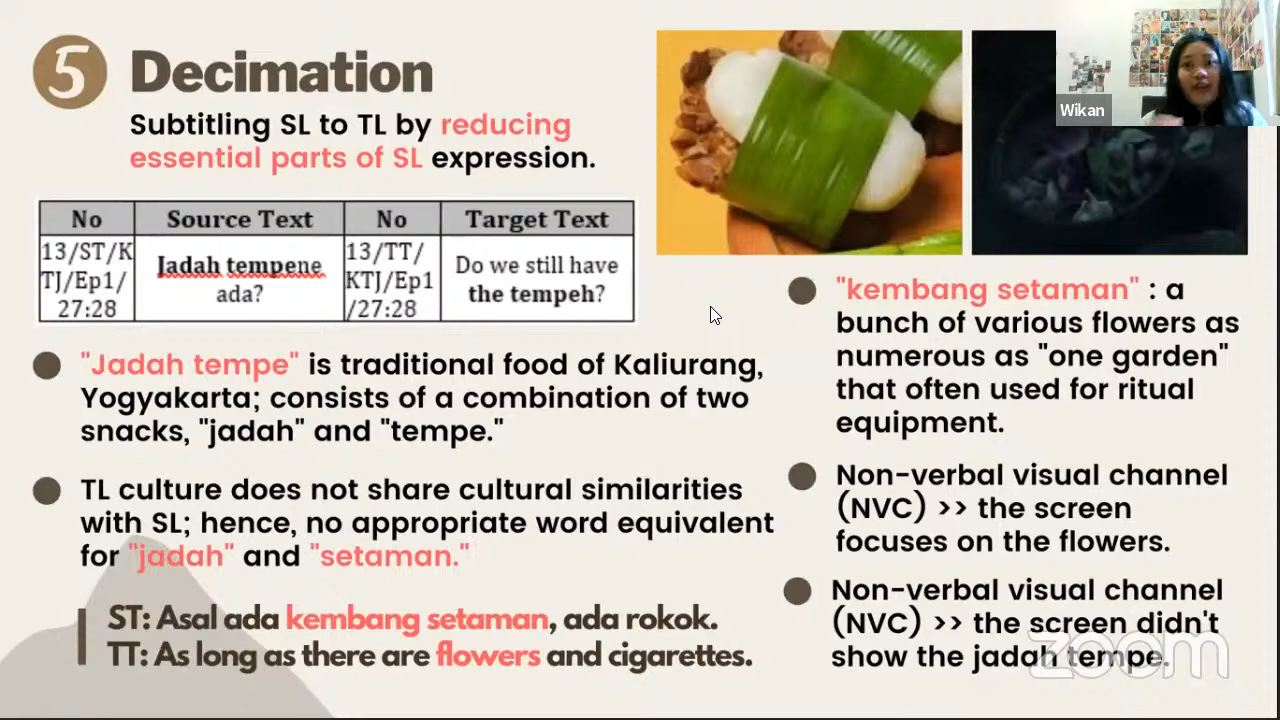 5
Decimation
Subtitling SL to TL by reducing
essential parts of SL expression.
No Source Text No Target Text
13/ST/K
TJ/Ep1/
27:28
Jadah tempene
ada?
13/TT/
KTJ/Ep1
/27:28
Do we still have
the tempeh?
"Jadah tempe" is traditional food of Kaliurang,
Yogyakarta; consists of a combination of two
snacks, "jadah" and "tempe."
TL culture does not share cultural similarities
with SL; hence, no appropriate word equivalent
for "jadah" and "setaman."
ST: Asal ada kembang setaman, ada rokok.
TT: As long as there are flowers and cigarettes.
Wikan
"kembang setaman" : a
bunch of various flowers as
numerous as "one garden"
that often used for ritual
equipment.
Non-verbal visual channel
(NVC) >> the screen
focuses on the flowers.
Non-verbal visual channel
(NVC) >> the screen didn't
show the jadah tempe.
zoom